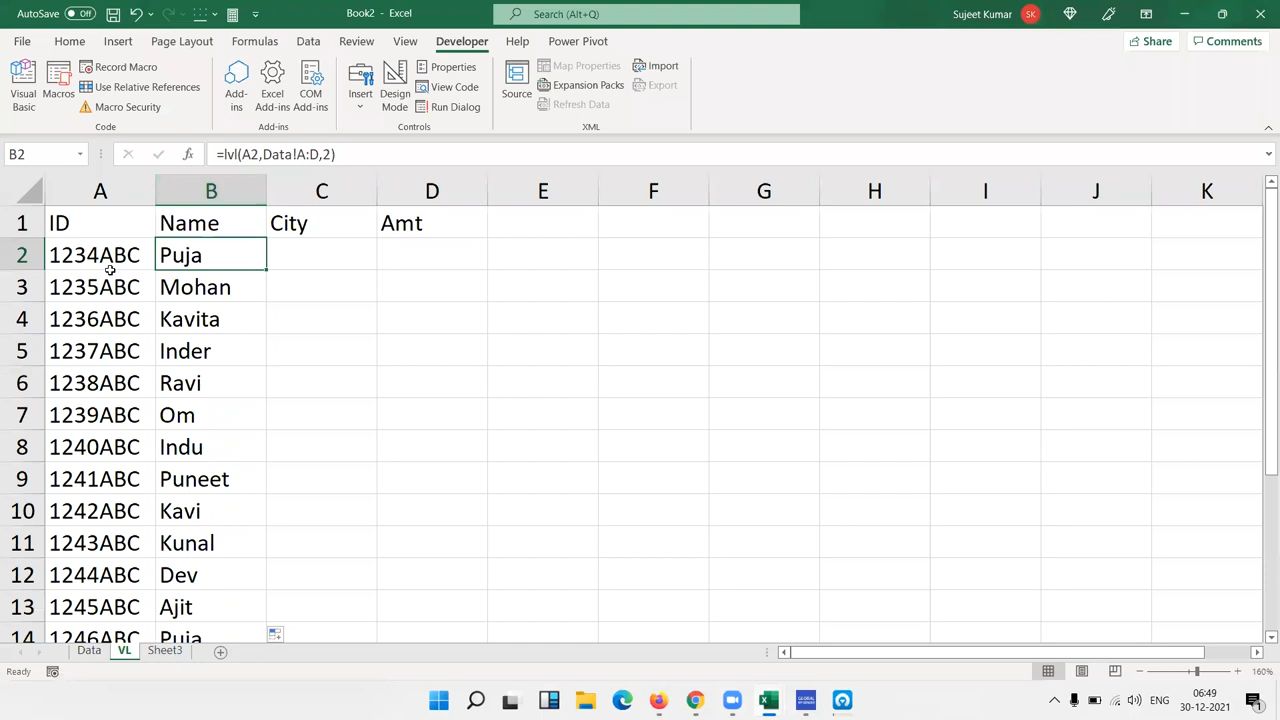 AutoSave Off Book2 - Excel Search (Alt+Q) Sujeet Kumar SK
File Home Insert Page Layout Formulas Data Review View Developer Help Power Pivot Share Comments
Visual Basic
Macros
Record Macro
Use Relative References
Macro Security
Code
Add-ins
Excel Add-ins
COM Add-ins
Add-ins
Insert
Design Mode
Properties
View Code
Run Dialog
Controls
Source
Map Properties
Expansion Packs
Refresh Data
Import
Export
XML
B2 fx =lvl(A2,Data!A:D,2)
A B C D E F G H I J K
1 ID Name City Amt
2 1234ABC Puja
3 1235ABC Mohan
4 1236ABC Kavita
5 1237ABC Inder
6 1238ABC Ravi
7 1239ABC Om
8 1240ABC Indu
9 1241ABC Puneet
10 1242ABC Kavi
11 1243ABC Kunal
12 1244ABC Dev
13 1245ABC Ajit
14 1246ABC Puja
Data VL Sheet3
Ready 160%
ENG 06:49
30-12-2021